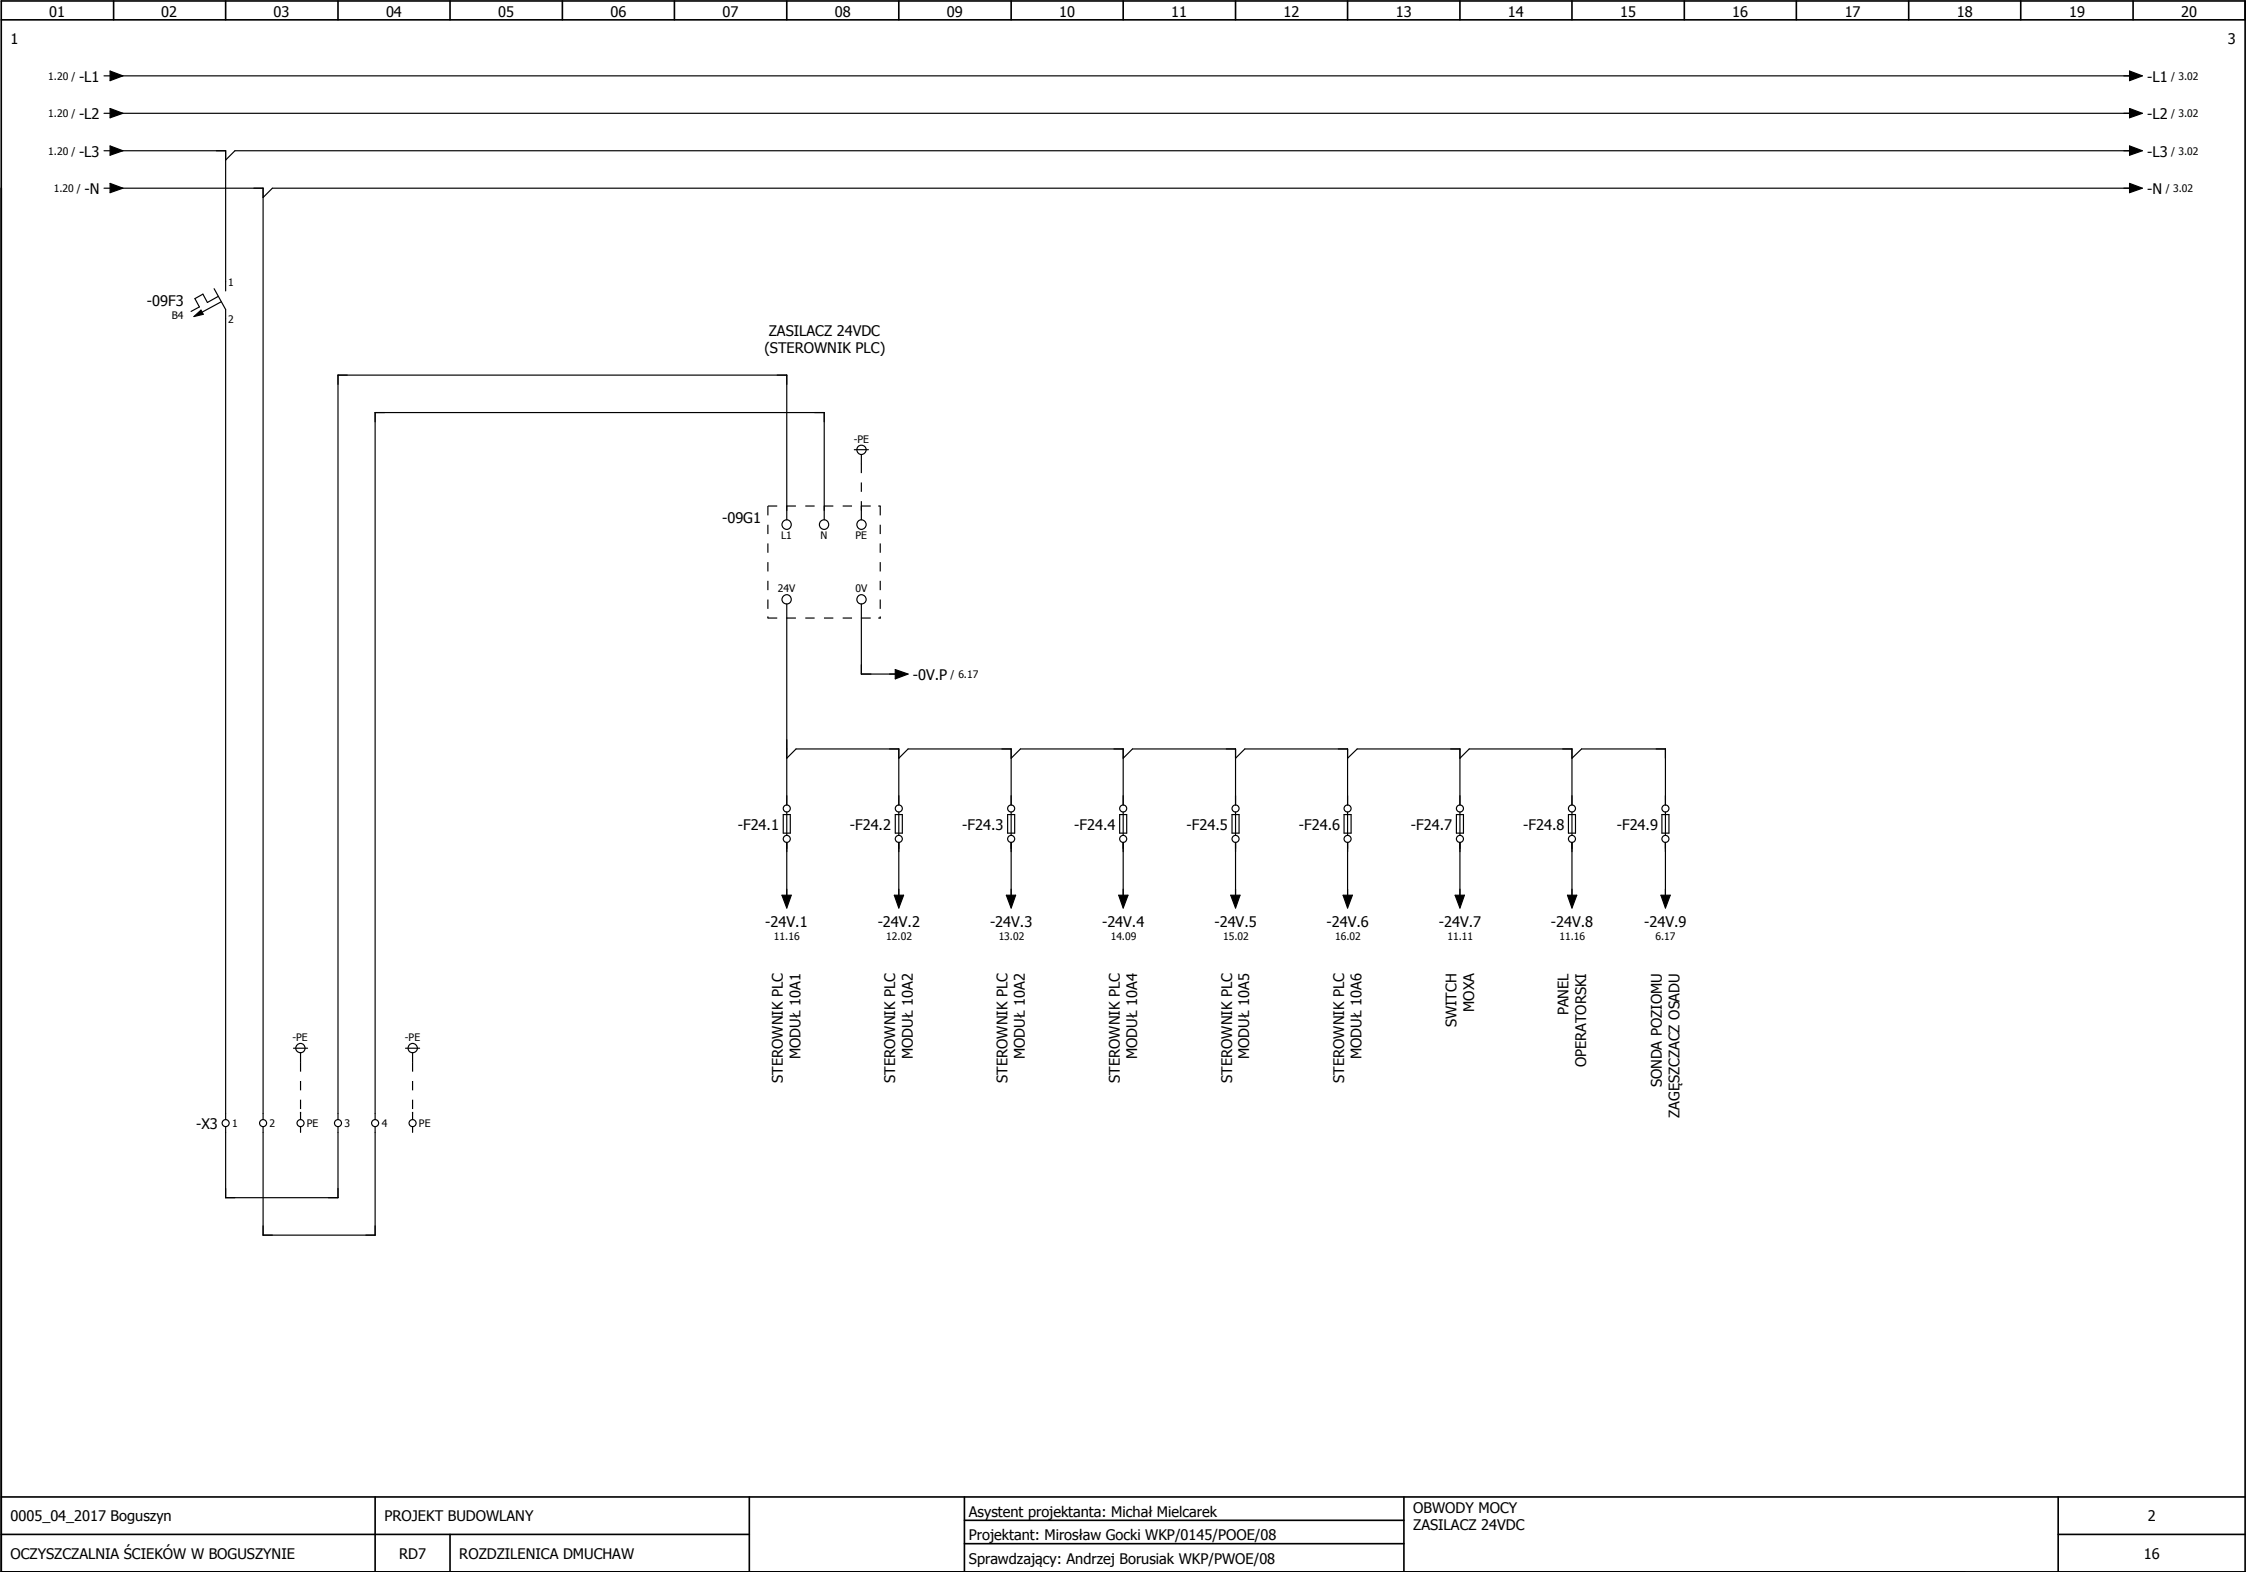 01 02 03 04 05 06 07 08 09 10 11 12 13 14 15 16 17 18 19 20
1 3
1.20 / -L1 -L1 / 3.02
1.20 / -L2 -L2 / 3.02
1.20 / -L3 -L3 / 3.02
1.20 / -N -N / 3.02
1
-09F3
B4
2
ZASILACZ 24VDC
(STEROWNIK PLC)
-PE
-09G1
L1 N PE
24V 0V
-0V.P / 6.17
-F24.1 -F24.2 -F24.3 -F24.4 -F24.5 -F24.6 -F24.7 -F24.8 -F24.9
-24V.1 -24V.2 -24V.3 -24V.4 -24V.5 -24V.6 -24V.7 -24V.8 -24V.9
11.16 12.02 13.02 14.09 15.02 16.02 11.11 11.16 6.17
STEROWNIK PLC
MODUŁ 10A1
STEROWNIK PLC
MODUŁ 10A2
STEROWNIK PLC
MODUŁ 10A2
STEROWNIK PLC
MODUŁ 10A4
STEROWNIK PLC
MODUŁ 10A5
STEROWNIK PLC
MODUŁ 10A6
SWITCH
MOXA
PANEL
OPERATORSKI
SONDA POZIOMU
ZAGĘSZCZACZ OSADU
-PE -PE
-X3 1 2 PE 3 4 PE
0005_04_2017 Boguszyn
PROJEKT BUDOWLANY
OCZYSZCZALNIA ŚCIEKÓW W BOGUSZYNIE
RD7 ROZDZILENICA DMUCHAW
Asystent projektanta: Michał Mielcarek
Projektant: Mirosław Gocki WKP/0145/POOE/08
Sprawdzający: Andrzej Borusiak WKP/PWOE/08
OBWODY MOCY
ZASILACZ 24VDC
2
16